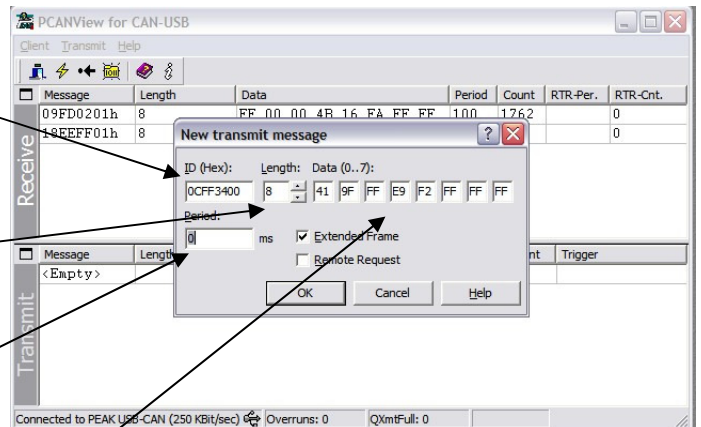 PCANView for CAN-USB
Client Transmit Help
Message Length Data Period Count RTR-Per. RTR-Cnt.
09FD0201h 8 FF 00 00 4B 16 FA FF FF 100 1762 0
18EEFF01h 8 0
Receive
New transmit message
ID (Hex): Length: Data (0..7):
0CFF3400 8 41 9F FF E9 F2 FF FF FF
Period:
0 ms Extended Frame
Remote Request
OK Cancel Help
Message Trigger
<Empty>
Transmit
Connected to PEAK USB-CAN (250 KBit/sec) Overruns: 0 QXmtFull: 0